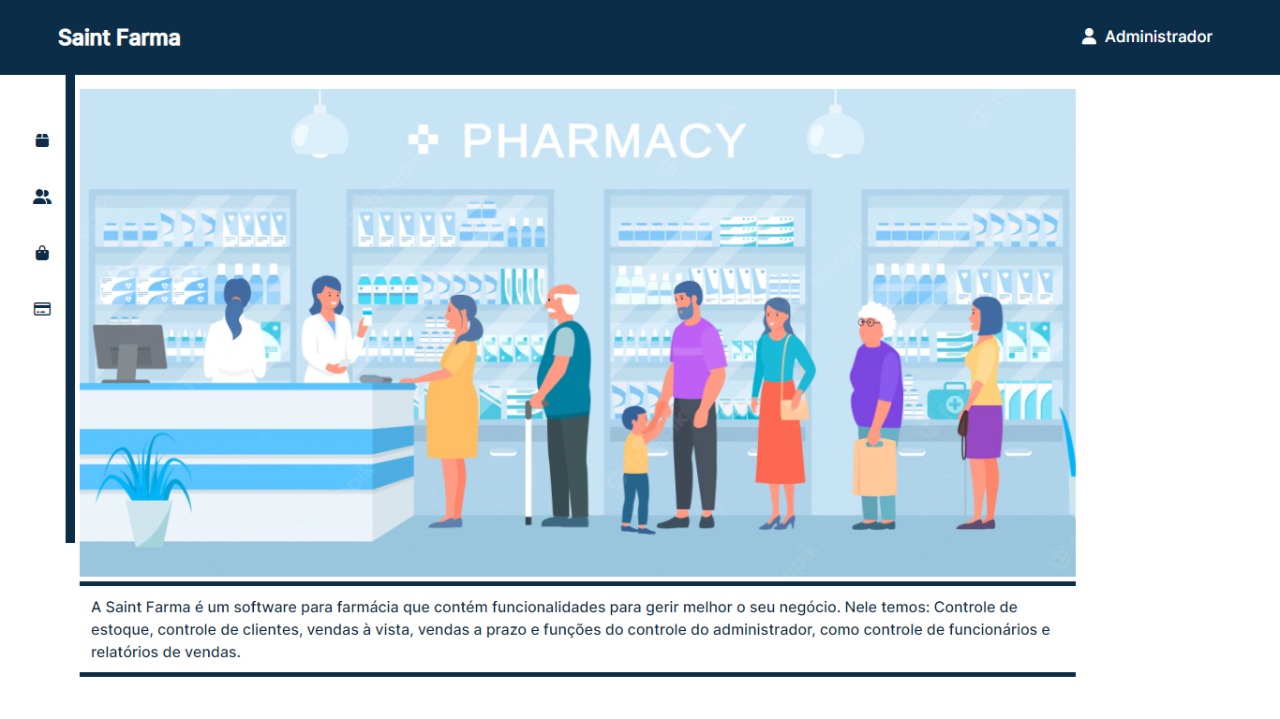 Saint Farma
Administrador
PHARMACY
A Saint Farma é um software para farmácia que contém funcionalidades para gerir melhor o seu negócio. Nele temos: Controle de
estoque, controle de clientes, vendas à vista, vendas a prazo e funções do controle do administrador, como controle de funcionários e
relatórios de vendas.